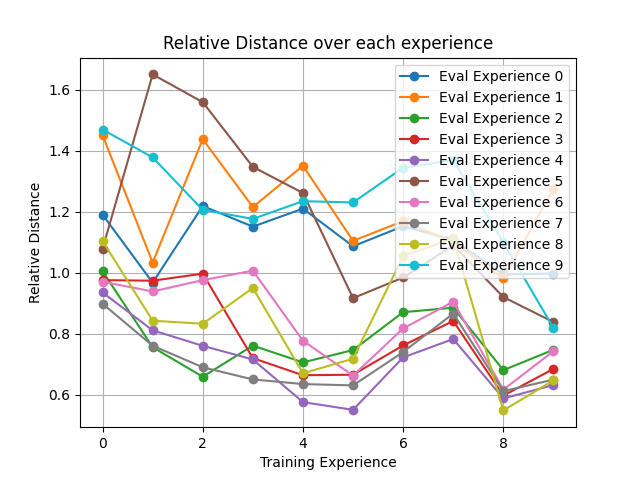 Relative Distance over each experience
Relative Distance
1.6
1.4
1.2
1.0
0.8
0.6
Eval Experience 0
Eval Experience 1
Eval Experience 2
Eval Experience 3
Eval Experience 4
Eval Experience 5
Eval Experience 6
Eval Experience 7
Eval Experience 8
Eval Experience 9
0 2 4 6 8
Training Experience